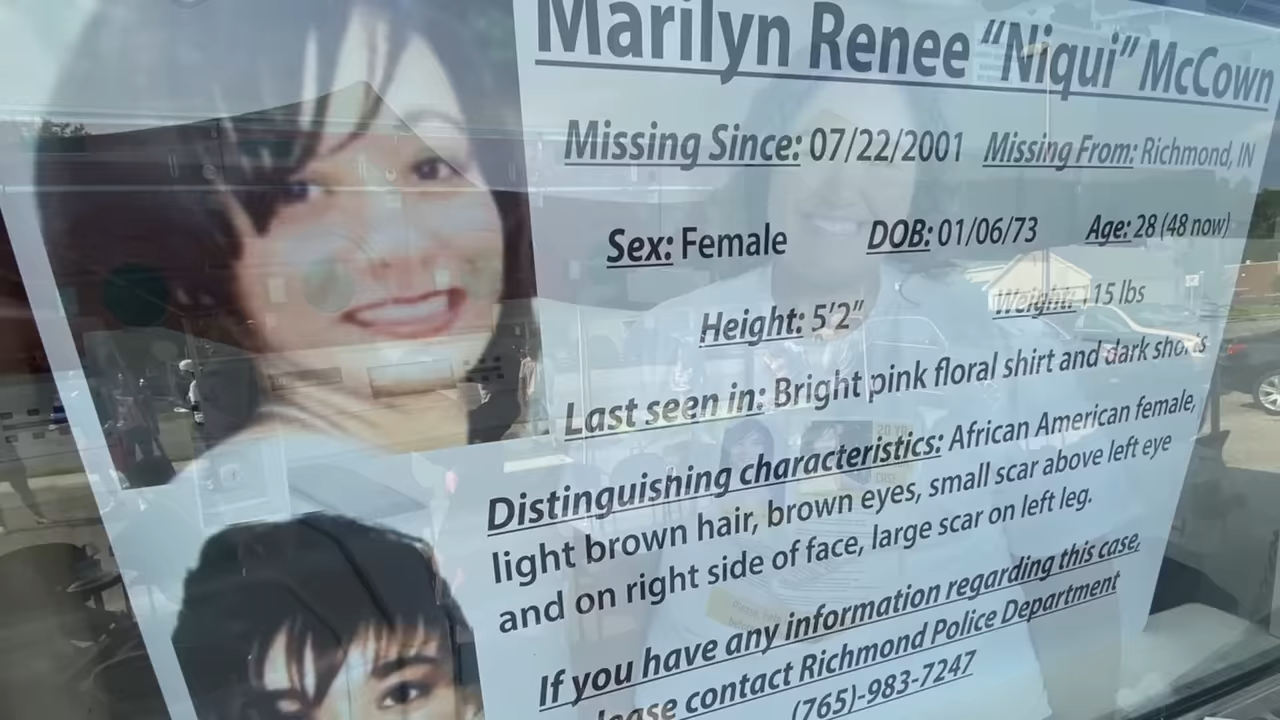 Marilyn Renee “Niqui” McCown
Missing Since: 07/22/2001 Missing From: Richmond, IN
Sex: Female DOB: 01/06/73 Age: 28 (48 now)
Height: 5’2” Weight: 115 lbs
Last seen in: Bright pink floral shirt and dark shorts
Distinguishing characteristics: African American female,
light brown hair, brown eyes, small scar above left eye
and on right side of face, large scar on left leg.
If you have any information regarding this case,
please contact Richmond Police Department
(765)-983-7247